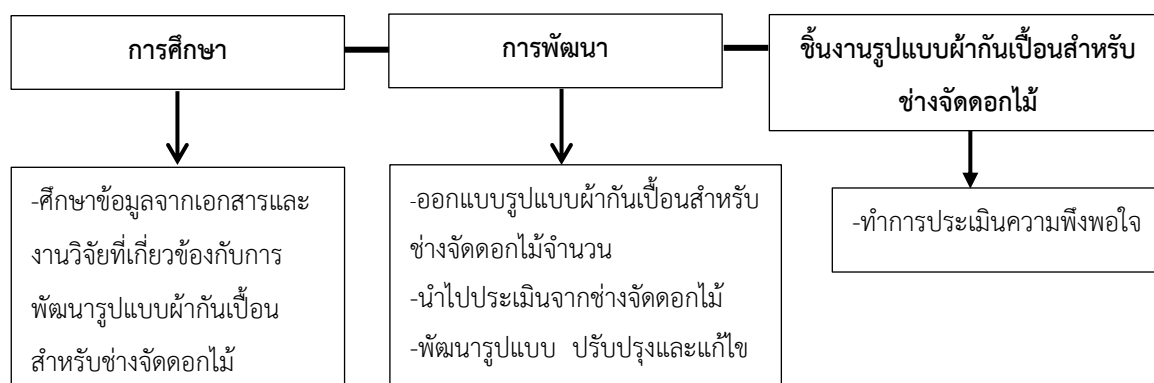 การศึกษา
การพัฒนา
ชิ้นงานรูปแบบผ้ากันเปื้อนสำหรับ
ช่างจัดดอกไม้
-ศึกษาข้อมูลจากเอกสารและ
งานวิจัยที่เกี่ยวข้องกับการ
พัฒนารูปแบบผ้ากันเปื้อน
สำหรับช่างจัดดอกไม้
-ออกแบบรูปแบบผ้ากันเปื้อนสำหรับ
ช่างจัดดอกไม้จำนวน
-นำไปประเมินจากช่างจัดดอกไม้
-พัฒนารูปแบบ ปรับปรุงและแก้ไข
-ทำการประเมินความพึงพอใจ